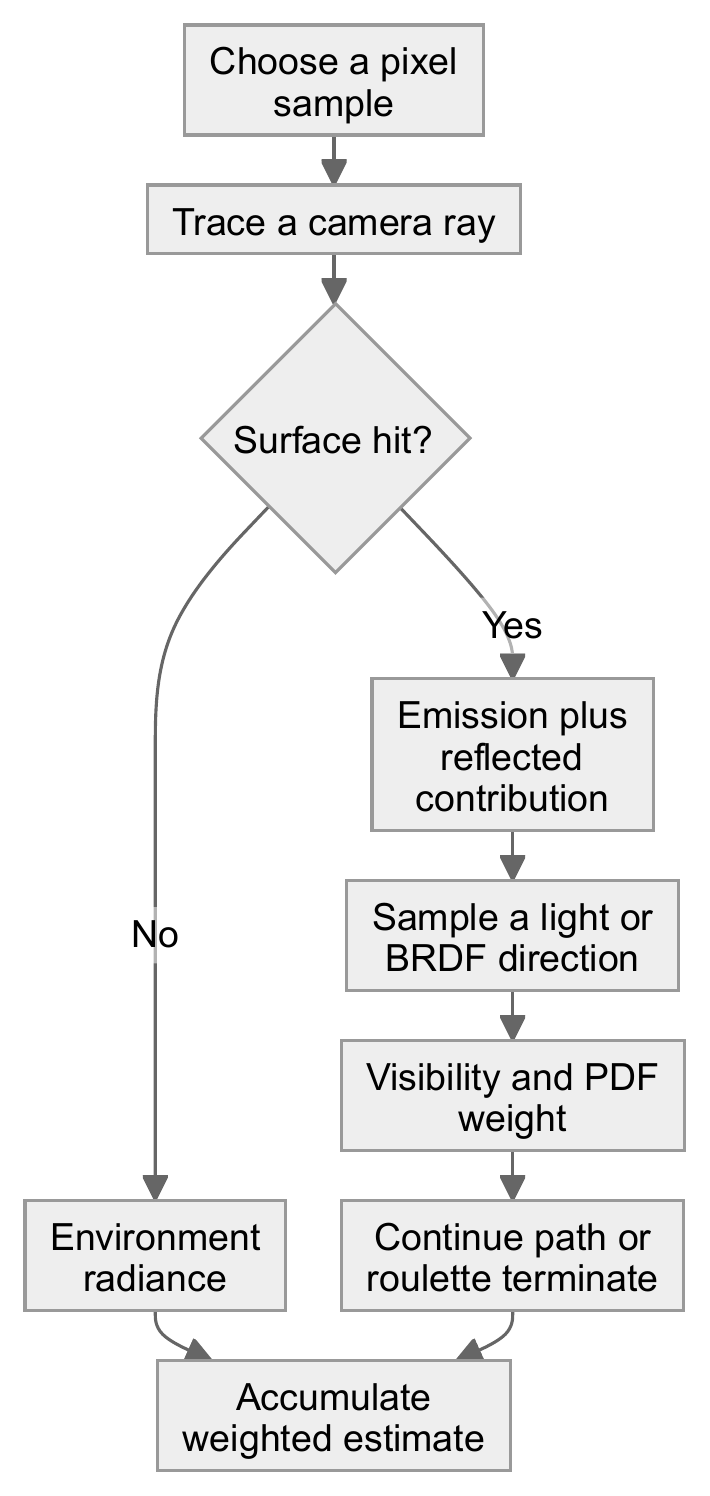 Choose a pixel
sample
Trace a camera ray
Surface hit?
Yes
Emission plus
reflected
contribution
Sample a light or
BRDF direction
No
Visibility and PDF
weight
Environment
radiance
Continue path or
roulette terminate
Accumulate
weighted estimate